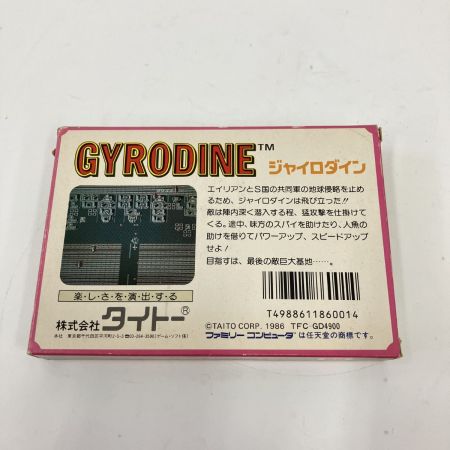 GYRODINE™
ジャイロダイン
エイリアンとS国の共同軍の地球侵略を止め
るため、ジャイロダインは飛び立った!!
敵は陣内深く潜入する程、猛攻撃を仕掛けて
くる。途中、味方のスパイを助けたり、人魚
の助けを借りてパワーアップ、スピードアップ
せよ!
目指すは、最後の敵巨大基地……。
楽・し・さ・を・演・出・す・る
株式会社 タイトー®
T4988611860014
©TAITO CORP. 1986 TFC-GD4900
ファミリーコンピュータ®は任天堂の商標です。